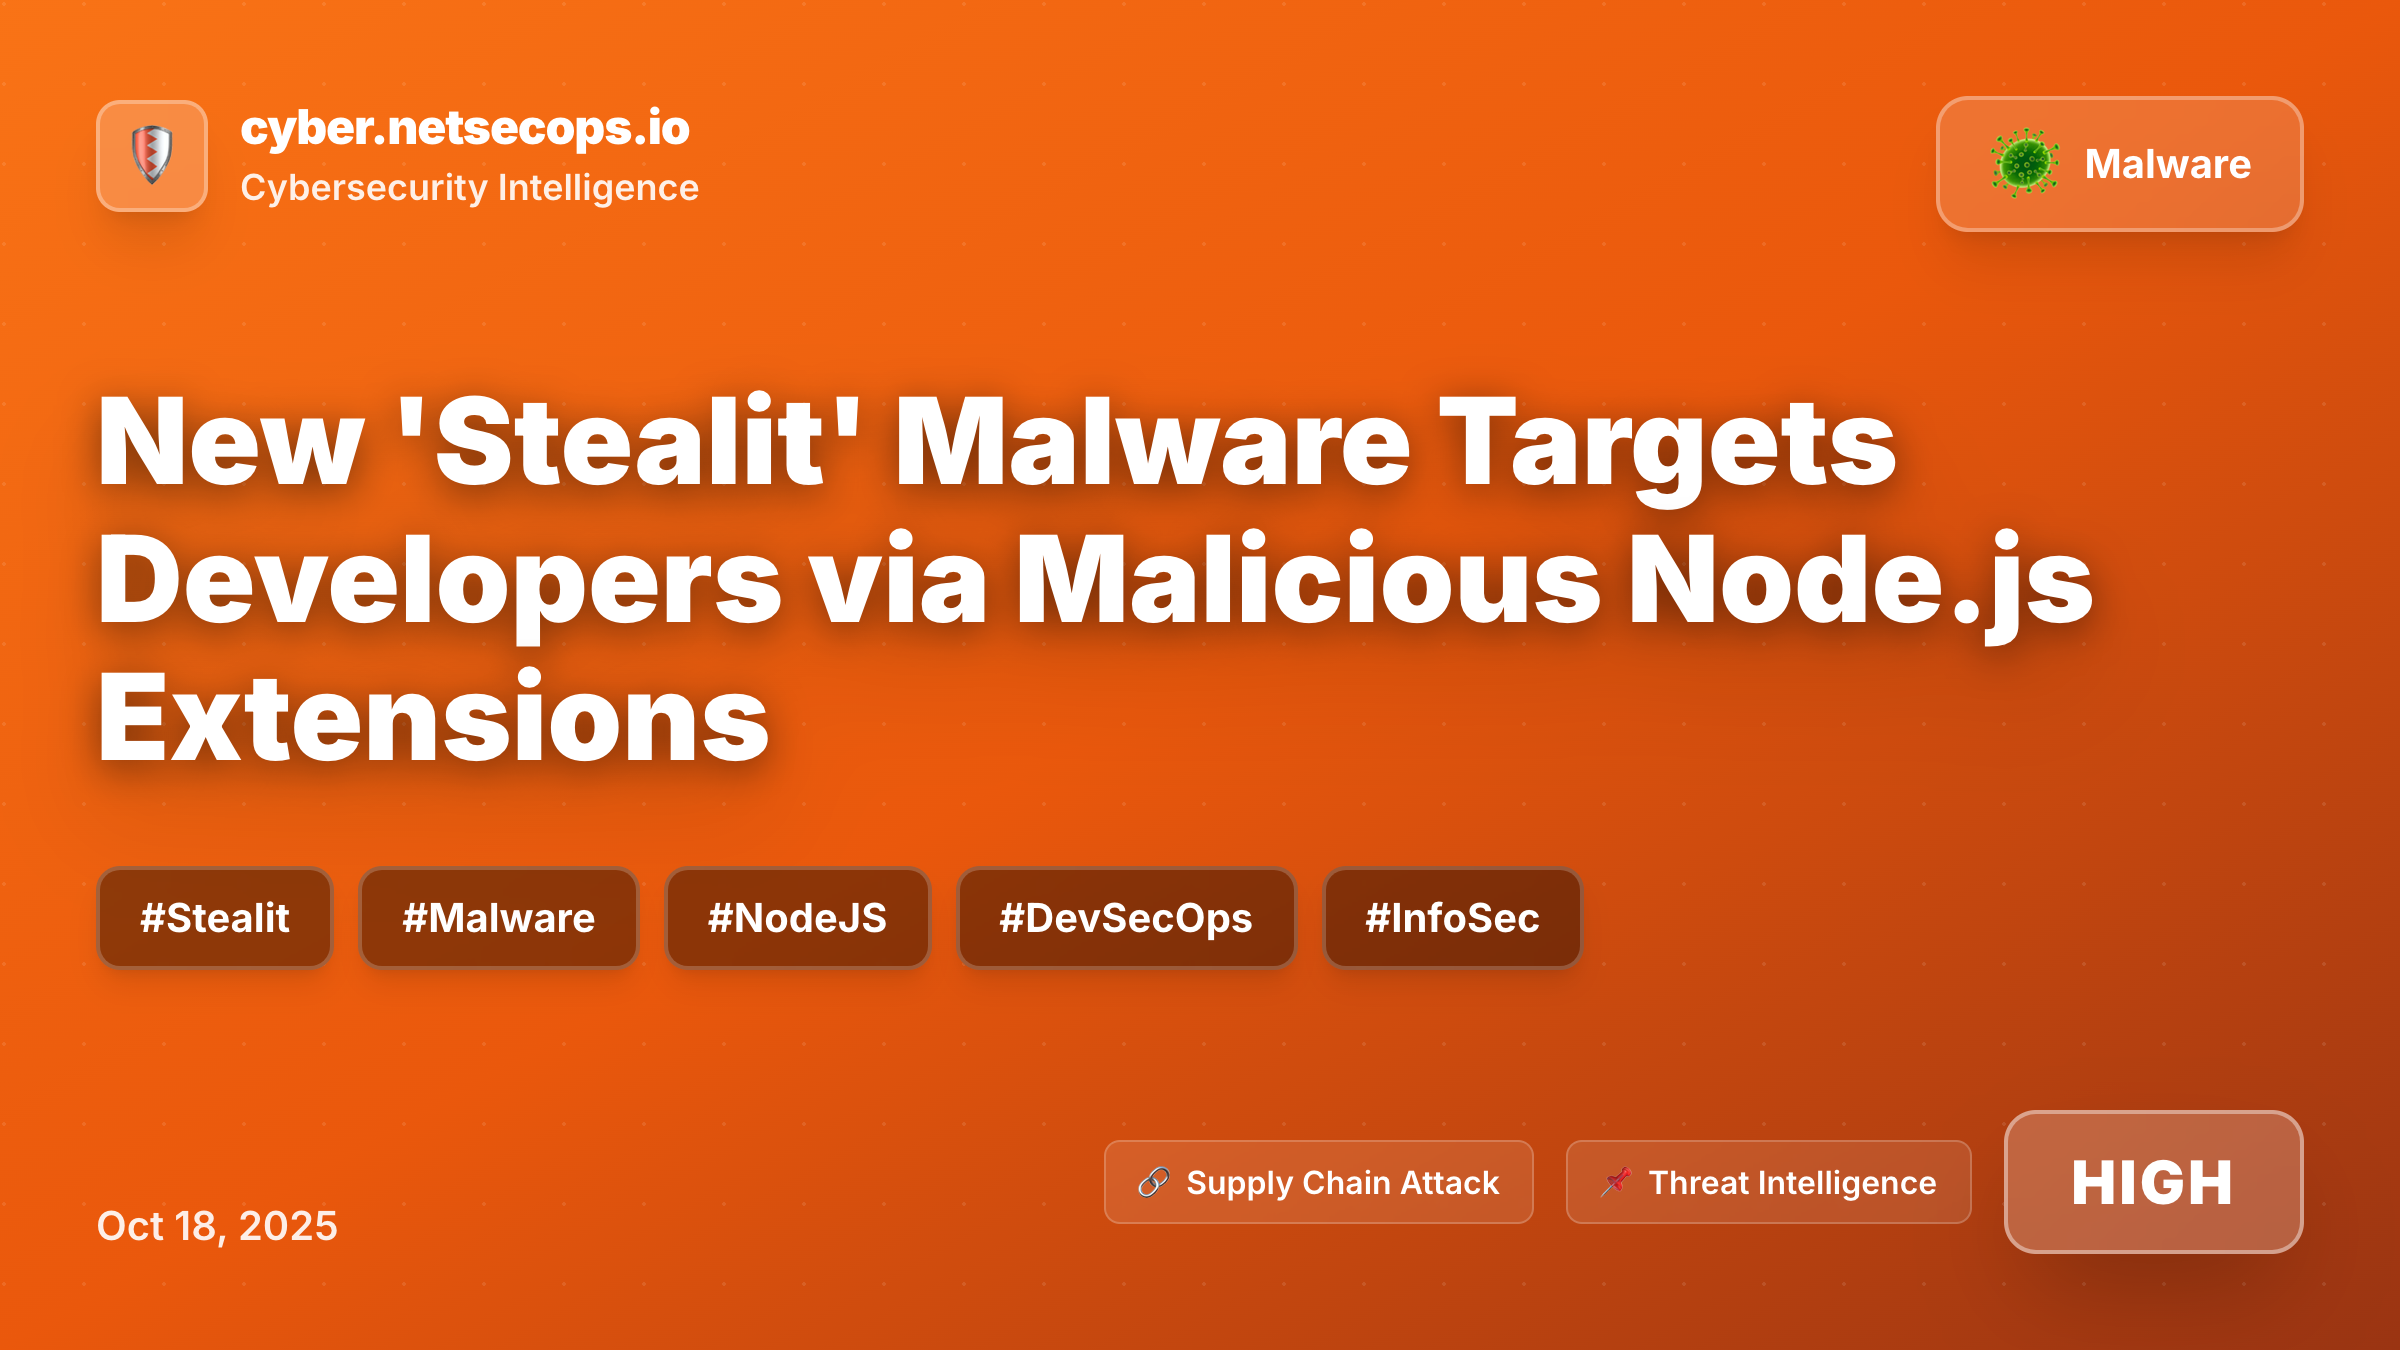 cyber.netsecops.io
Cybersecurity Intelligence
Malware
New 'Stealit' Malware Targets
Developers via Malicious Node.js
Extensions
#Stealit
#Malware
#NodeJS
#DevSecOps
#InfoSec
Oct 18, 2025
Supply Chain Attack
Threat Intelligence
HIGH